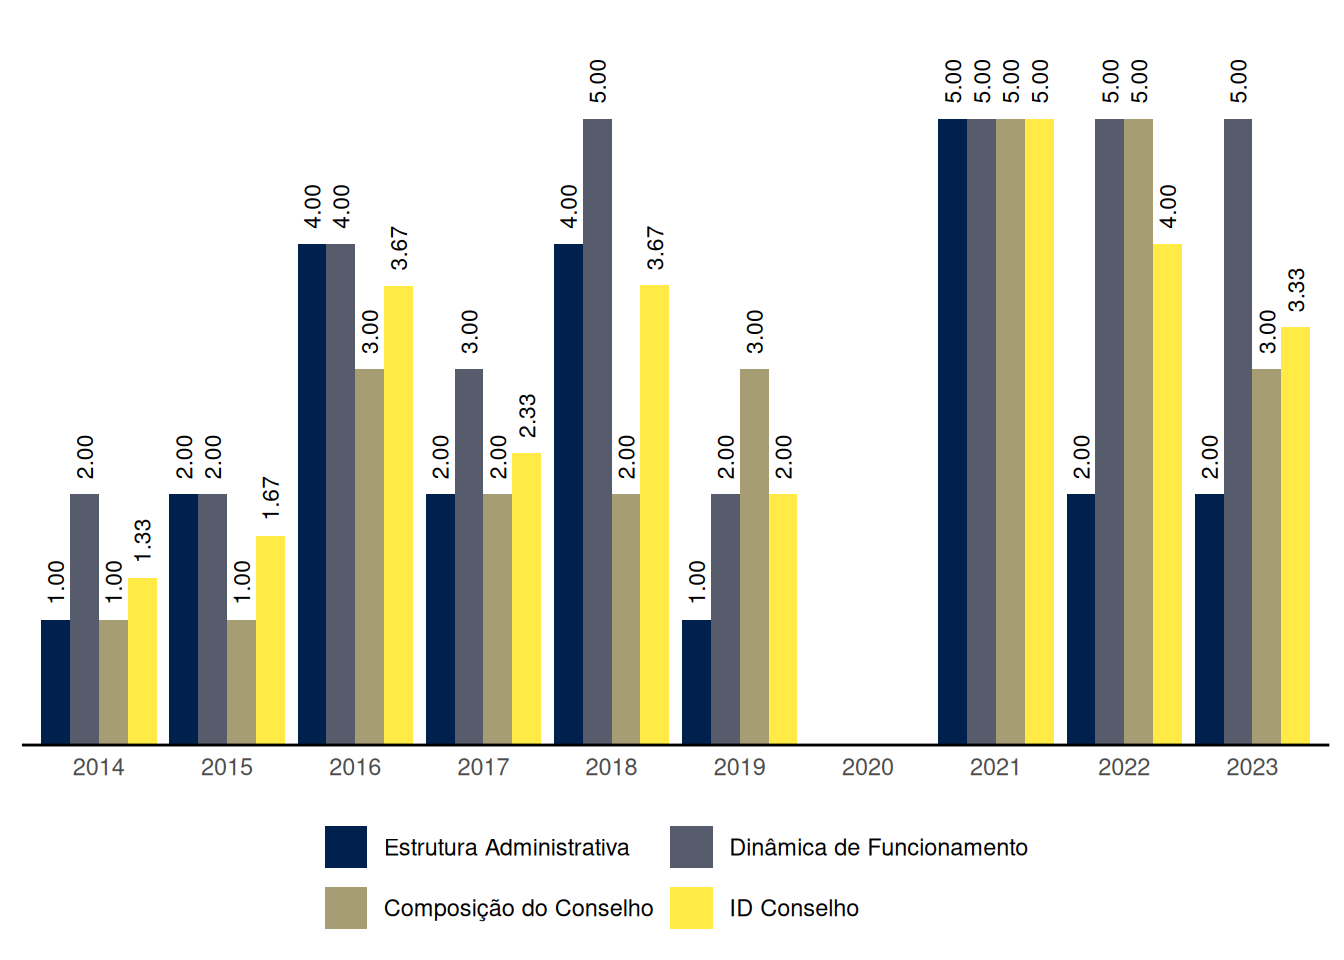 1.00 2.00 1.00 1.33 2.00 2.00 1.00 1.67 4.00 4.00 3.00 3.67 2.00 3.00 2.00 2.33 4.00 5.00 2.00 3.67 1.00 2.00 3.00 2.00 5.00 5.00 5.00 5.00 2.00 5.00 5.00 4.00 2.00 5.00 3.00 3.33
2014 2015 2016 2017 2018 2019 2020 2021 2022 2023
Estrutura Administrativa Dinâmica de Funcionamento
Composição do Conselho ID Conselho